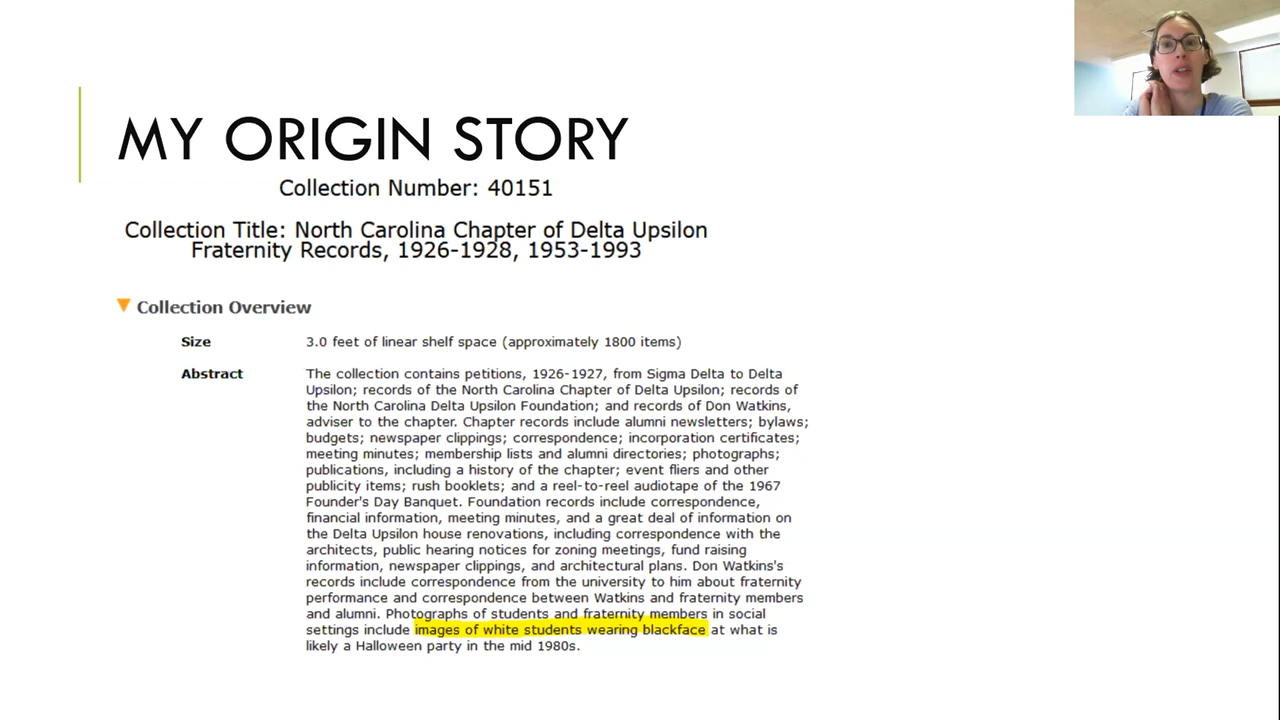 MY ORIGIN STORY
Collection Number: 40151
Collection Title: North Carolina Chapter of Delta Upsilon
Fraternity Records, 1926-1928, 1953-1993
Collection Overview
Size 3.0 feet of linear shelf space (approximately 1800 items)
Abstract The collection contains petitions, 1926-1927, from Sigma Delta to Delta
Upsilon; records of the North Carolina Chapter of Delta Upsilon; records of
the North Carolina Delta Upsilon Foundation; and records of Don Watkins,
adviser to the chapter. Chapter records include alumni newsletters; bylaws;
budgets; newspaper clippings; correspondence; incorporation certificates;
meeting minutes; membership lists and alumni directories; photographs;
publications, including a history of the chapter; event fliers and other
publicity items; rush booklets; and a reel-to-reel audiotape of the 1967
Founder's Day Banquet. Foundation records include correspondence,
financial information, meeting minutes, and a great deal of information on
the Delta Upsilon house renovations, including correspondence with the
architects, public hearing notices for zoning meetings, fund raising
information, newspaper clippings, and architectural plans. Don Watkins's
records include correspondence from the university to him about fraternity
performance and correspondence between Watkins and fraternity members
and alumni. Photographs of students and fraternity members in social
settings include images of white students wearing blackface at what is
likely a Halloween party in the mid 1980s.